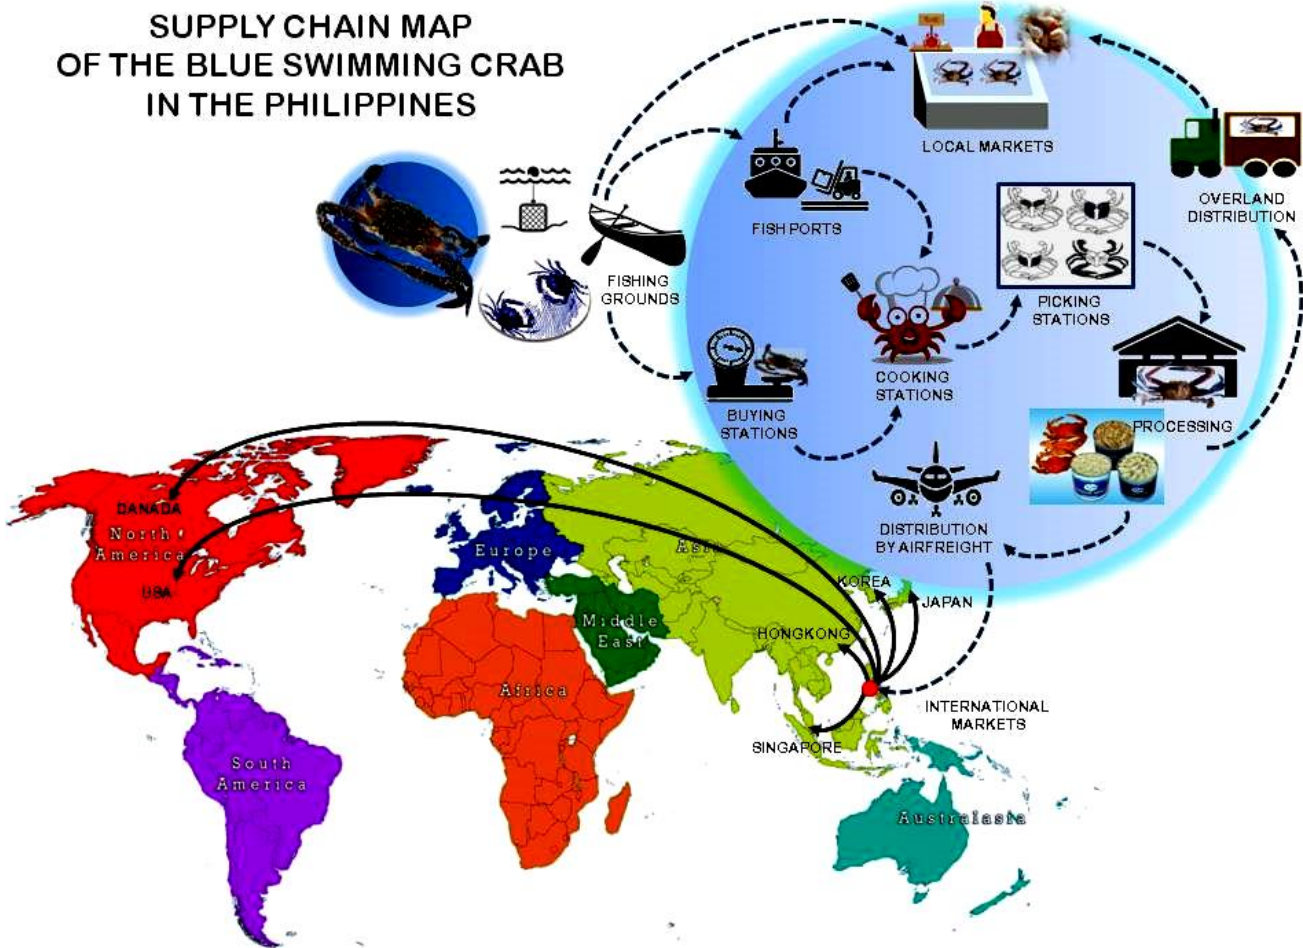 SUPPLY CHAIN MAP
OF THE BLUE SWIMMING CRAB
IN THE PHILIPPINES
LOCAL MARKETS
OVERLAND
DISTRIBUTION
FISH PORTS
FISHING
GROUNDS
PICKING
STATIONS
COOKING
STATIONS
BUYING
STATIONS
PROCESSING
DISTRIBUTION
BY AIRFREIGHT
DANADA
North
America
USA
Europe
Asia
KOREA
JAPAN
HONGKONG
Middle
East
Africa
INTERNATIONAL
MARKETS
SINGAPORE
South
America
Australasia